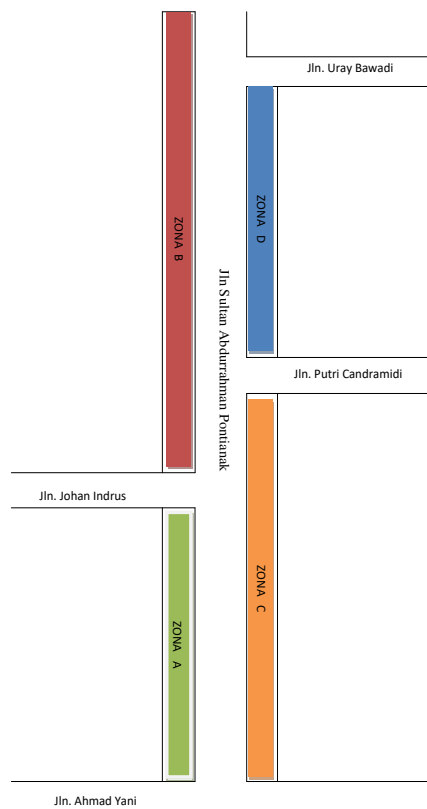 Jln. Uray Bawadi
ZONA B
ZONA D
Jln Sultan Abdurrahman Pontianak
Jln. Putri Candramidi
Jln. Johan Indrus
ZONA C
ZONA A
Jln. Ahmad Yani